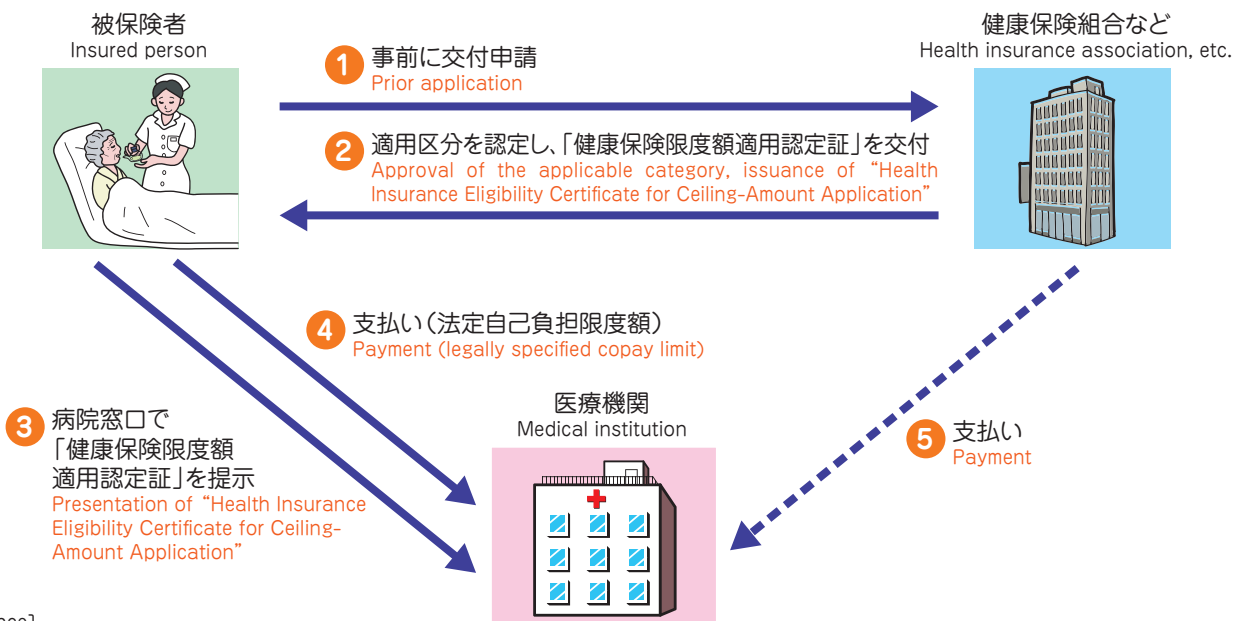 被保険者
Insured person
健康保険組合など
Health insurance association, etc.
1 事前に交付申請
Prior application
2 適用区分を認定し、「健康保険限度額適用認定証」を交付
Approval of the applicable category, issuance of “Health
Insurance Eligibility Certificate for Ceiling-Amount Application”
4 支払い（法定自己負担限度額）
Payment (legally specified copay limit)
3 病院窓口で
「健康保険限度額
適用認定証」を提示
Presentation of “Health Insurance
Eligibility Certificate for Ceiling-
Amount Application”
医療機関
Medical institution
5 支払い
Payment